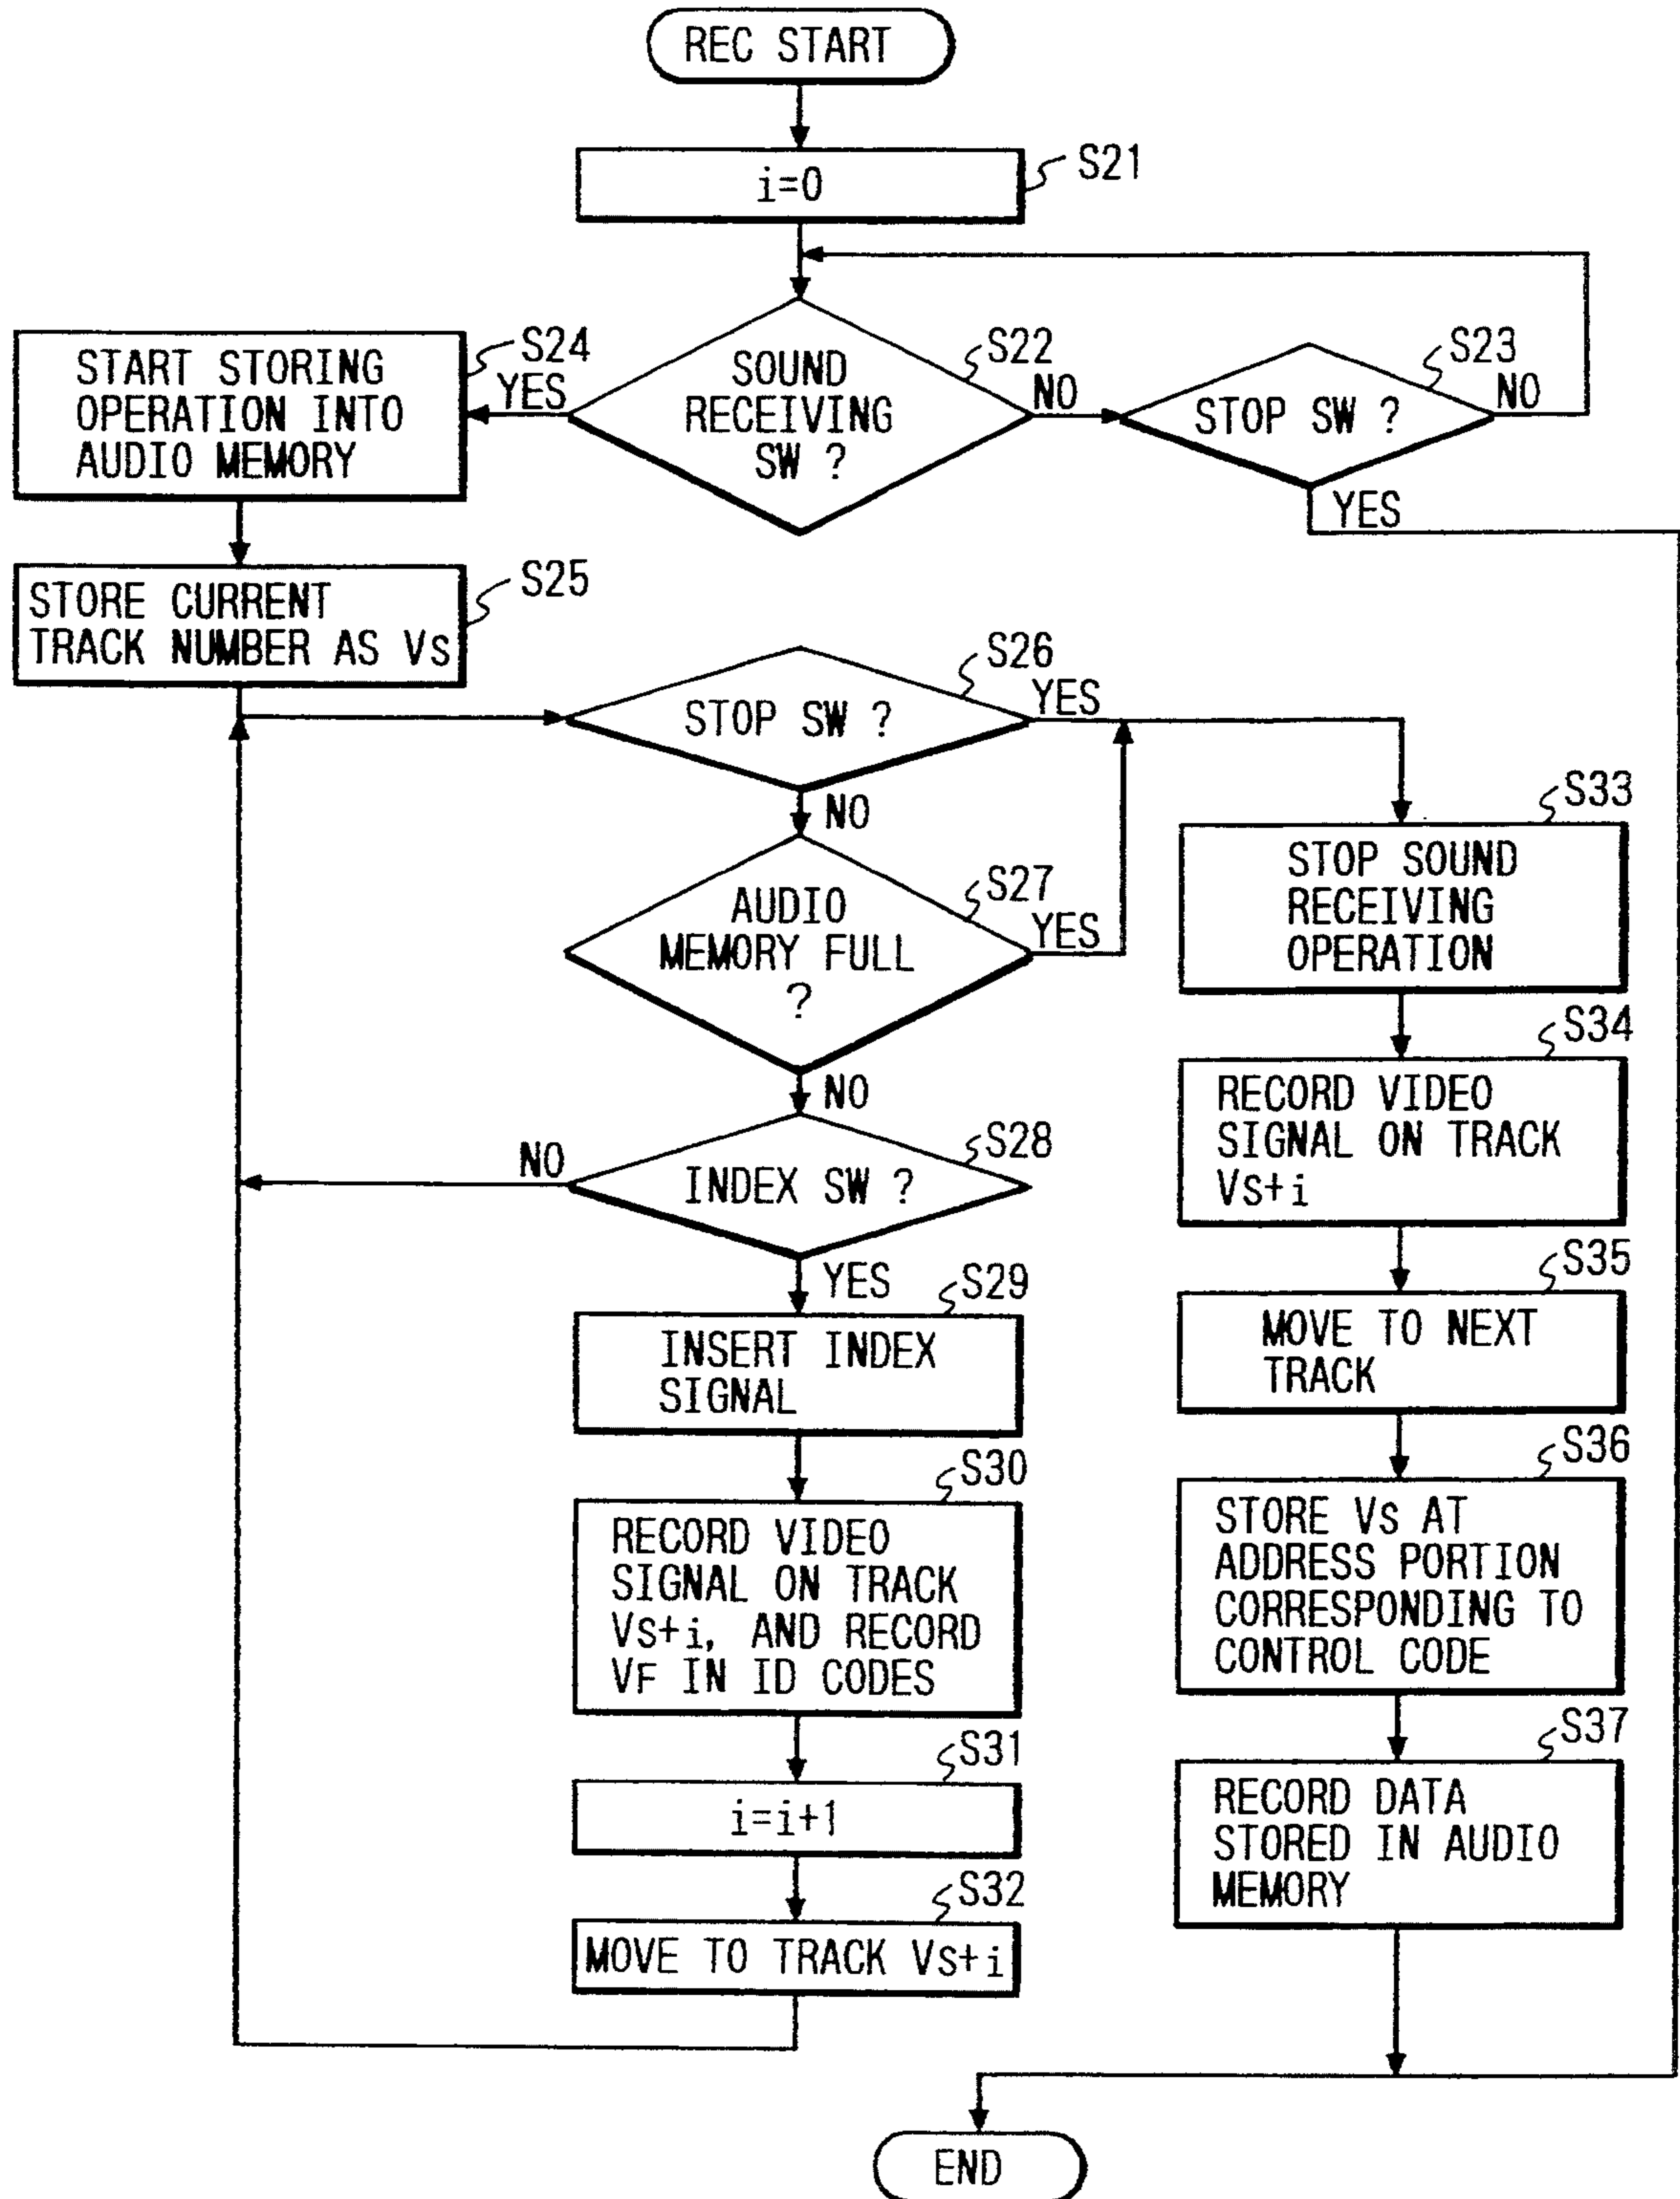 REC START
i=0
S21
SOUND
RECEIVING
SW ?
S22
YES
NO
STOP SW ?
S23
NO
YES
START STORING
OPERATION INTO
AUDIO MEMORY
S24
STORE CURRENT
TRACK NUMBER AS Vs
S25
STOP SW ?
S26
YES
NO
AUDIO
MEMORY FULL
?
S27
YES
NO
INDEX SW ?
S28
NO
YES
INSERT INDEX
SIGNAL
S29
RECORD VIDEO
SIGNAL ON TRACK
Vs+i, AND RECORD
VF IN ID CODES
S30
i=i+1
S31
MOVE TO TRACK Vs+i
S32
STOP SOUND
RECEIVING
OPERATION
S33
RECORD VIDEO
SIGNAL ON TRACK
Vs+i
S34
MOVE TO NEXT
TRACK
S35
STORE Vs AT
ADDRESS PORTION
CORRESPONDING TO
CONTROL CODE
S36
RECORD DATA
STORED IN AUDIO
MEMORY
S37
END